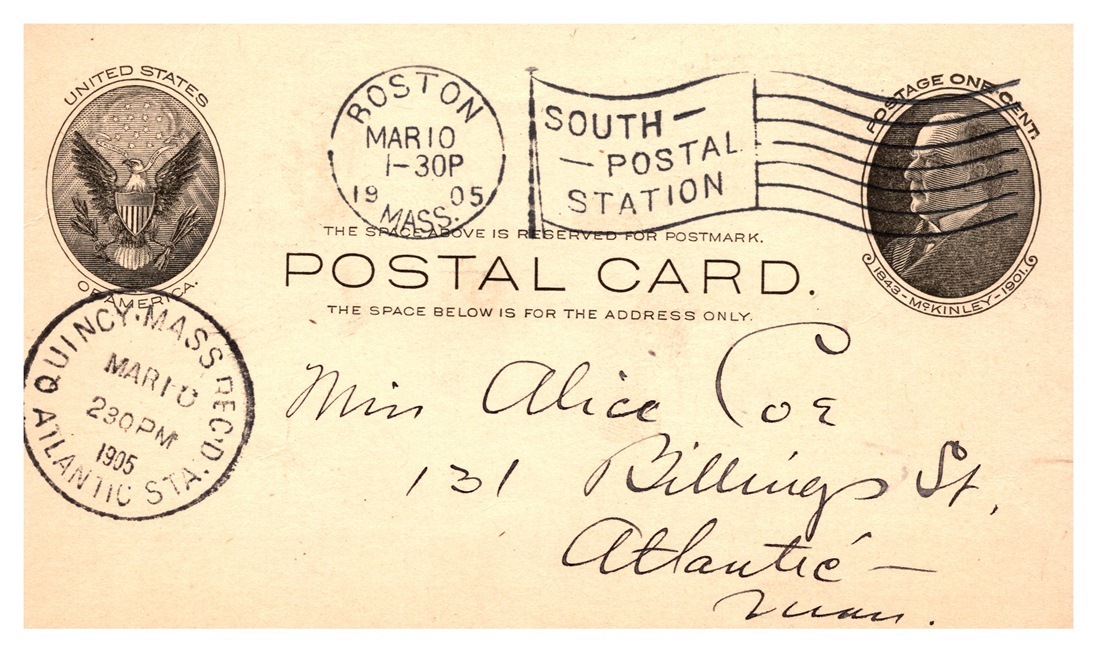 UNITED STATES
OF AMERICA.
BOSTON
MAR 10
1-30P
19 05
MASS.
SOUTH —
— POSTAL
STATION
POSTAGE ONE CENT.
1843 - McKINLEY - 1901.
THE SPACE ABOVE IS RESERVED FOR POSTMARK.
POSTAL CARD.
THE SPACE BELOW IS FOR THE ADDRESS ONLY.
QUINCY. MASS REC'D.
MAR 10
230 PM
1905
ATLANTIC STA.
Miss Alice Coe
131 Billings St,
Atlantic —
Mass.